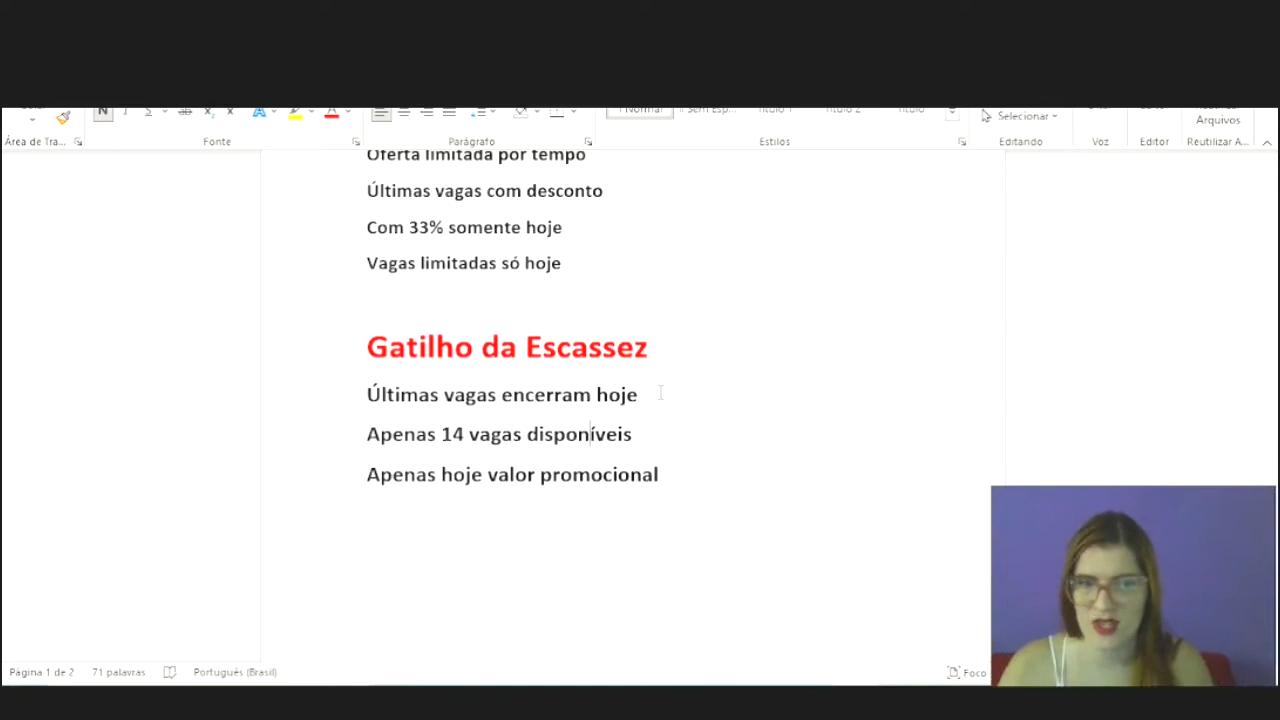 N
Selecionar
Arquivos
Área de Tra...
Fonte
Parágrafo
Estilos
Editando
Voz
Editor
Reutilizar A...
Oferta limitada por tempo
Últimas vagas com desconto
Com 33% somente hoje
Vagas limitadas só hoje
Gatilho da Escassez
Últimas vagas encerram hoje
Apenas 14 vagas disponíveis
Apenas hoje valor promocional
Página 1 de 2
71 palavras
Português (Brasil)
Foco